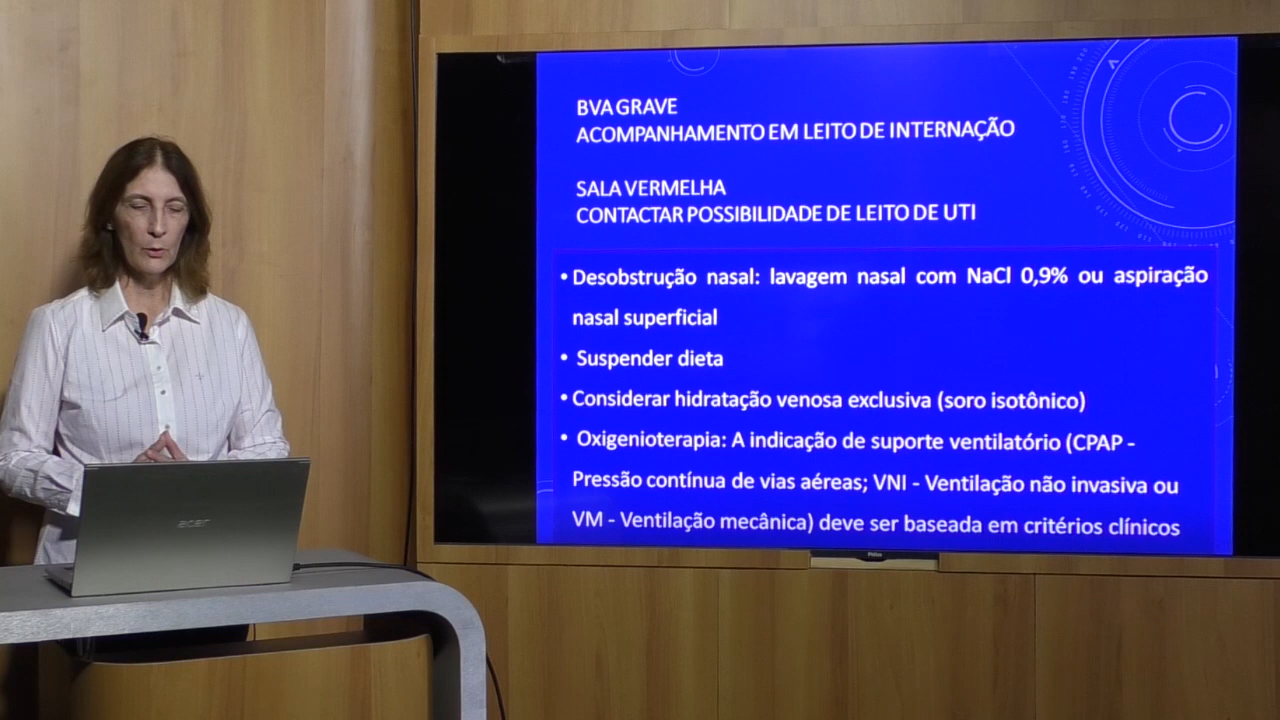 BVA GRAVE
ACOMPANHAMENTO EM LEITO DE INTERNAÇÃO
SALA VERMELHA
CONTACTAR POSSIBILIDADE DE LEITO DE UTI
• Desobstrução nasal: lavagem nasal com NaCl 0,9% ou aspiração
nasal superficial
• Suspender dieta
• Considerar hidratação venosa exclusiva (soro isotônico)
• Oxigenioterapia: A indicação de suporte ventilatório (CPAP -
Pressão contínua de vias aéreas; VNI - Ventilação não invasiva ou
VM - Ventilação mecânica) deve ser baseada em critérios clínicos
acer
Philco